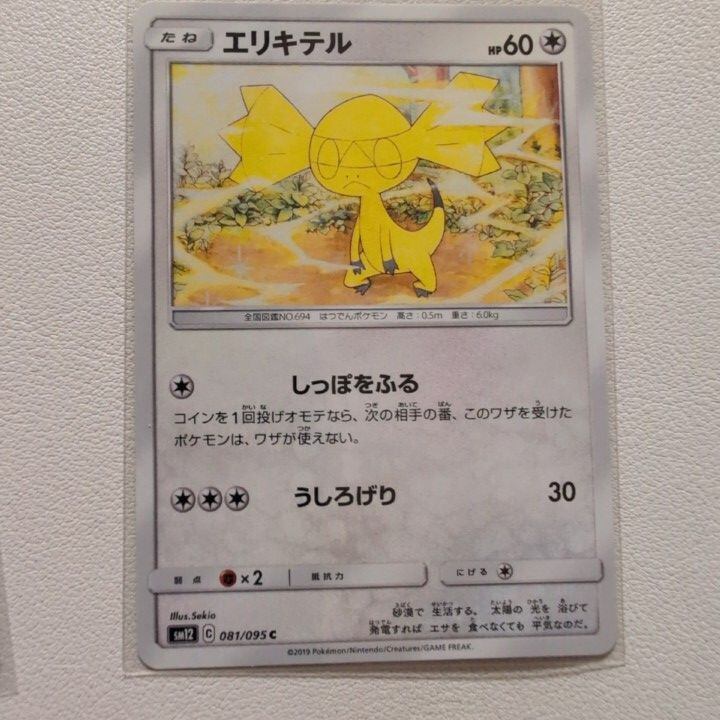 たね エリキテル HP60
全国図鑑NO.694 はつでんポケモン 高さ:0.5m 重さ:6.0kg
しっぽをふる
コインを1回投げオモテなら、次の相手の番、このワザを受けた
ポケモンは、ワザが使えない。
うしろげり 30
弱点 ×2 抵抗力 にげる
Illus.Sekio
砂漠で生活する。太陽の光を浴びて
発電すればエサを食べなくても平気なのだ。
sm12 C 081/095 C
©2019 Pokémon/Nintendo/Creatures/GAME FREAK.